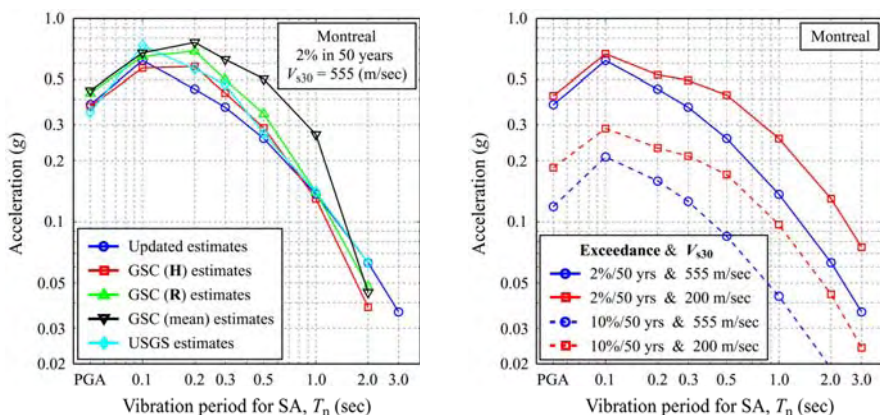 Montreal
2% in 50 years
Vs30 = 555 (m/sec)
1.0
0.5
0.3
0.2
0.1
0.05
0.03
0.02
Acceleration (g)
Updated estimates
GSC (H) estimates
GSC (R) estimates
GSC (mean) estimates
USGS estimates
PGA 0.1 0.2 0.3 0.5 1.0 2.0 3.0
Vibration period for SA, Tn (sec)
Montreal
1.0
0.5
0.3
0.2
0.1
0.05
0.03
0.02
Acceleration (g)
Exceedance & Vs30
2%/50 yrs & 555 m/sec
2%/50 yrs & 200 m/sec
10%/50 yrs & 555 m/sec
10%/50 yrs & 200 m/sec
PGA 0.1 0.2 0.3 0.5 1.0 2.0 3.0
Vibration period for SA, Tn (sec)